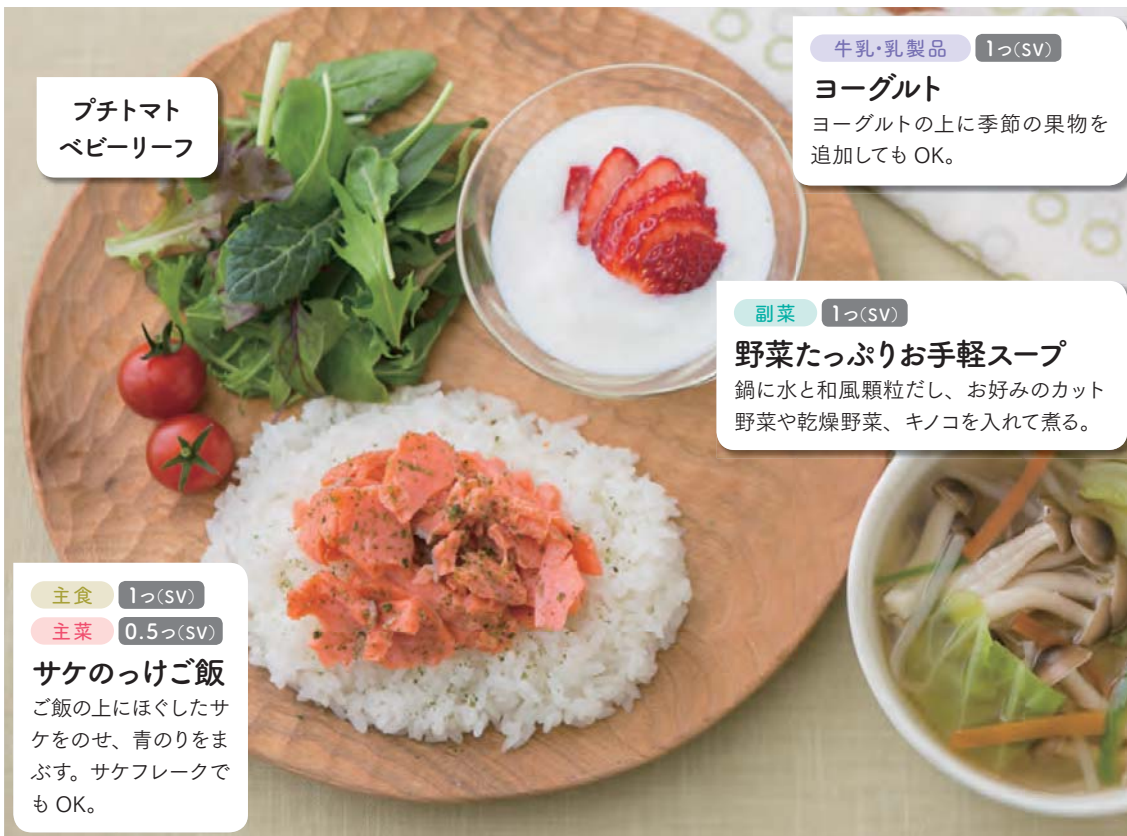 プチトマト
ベビーリーフ
牛乳・乳製品 1つ(SV)
ヨーグルト
ヨーグルトの上に季節の果物を
追加してもOK。
副菜 1つ(SV)
野菜たっぷりお手軽スープ
鍋に水と和風顆粒だし、お好みのカット
野菜や乾燥野菜、キノコを入れて煮る。
主食 1つ(SV)
主菜 0.5つ(SV)
サケのっけご飯
ご飯の上にほぐしたサ
ケをのせ、青のりをま
ぶす。サケフレークで
もOK。